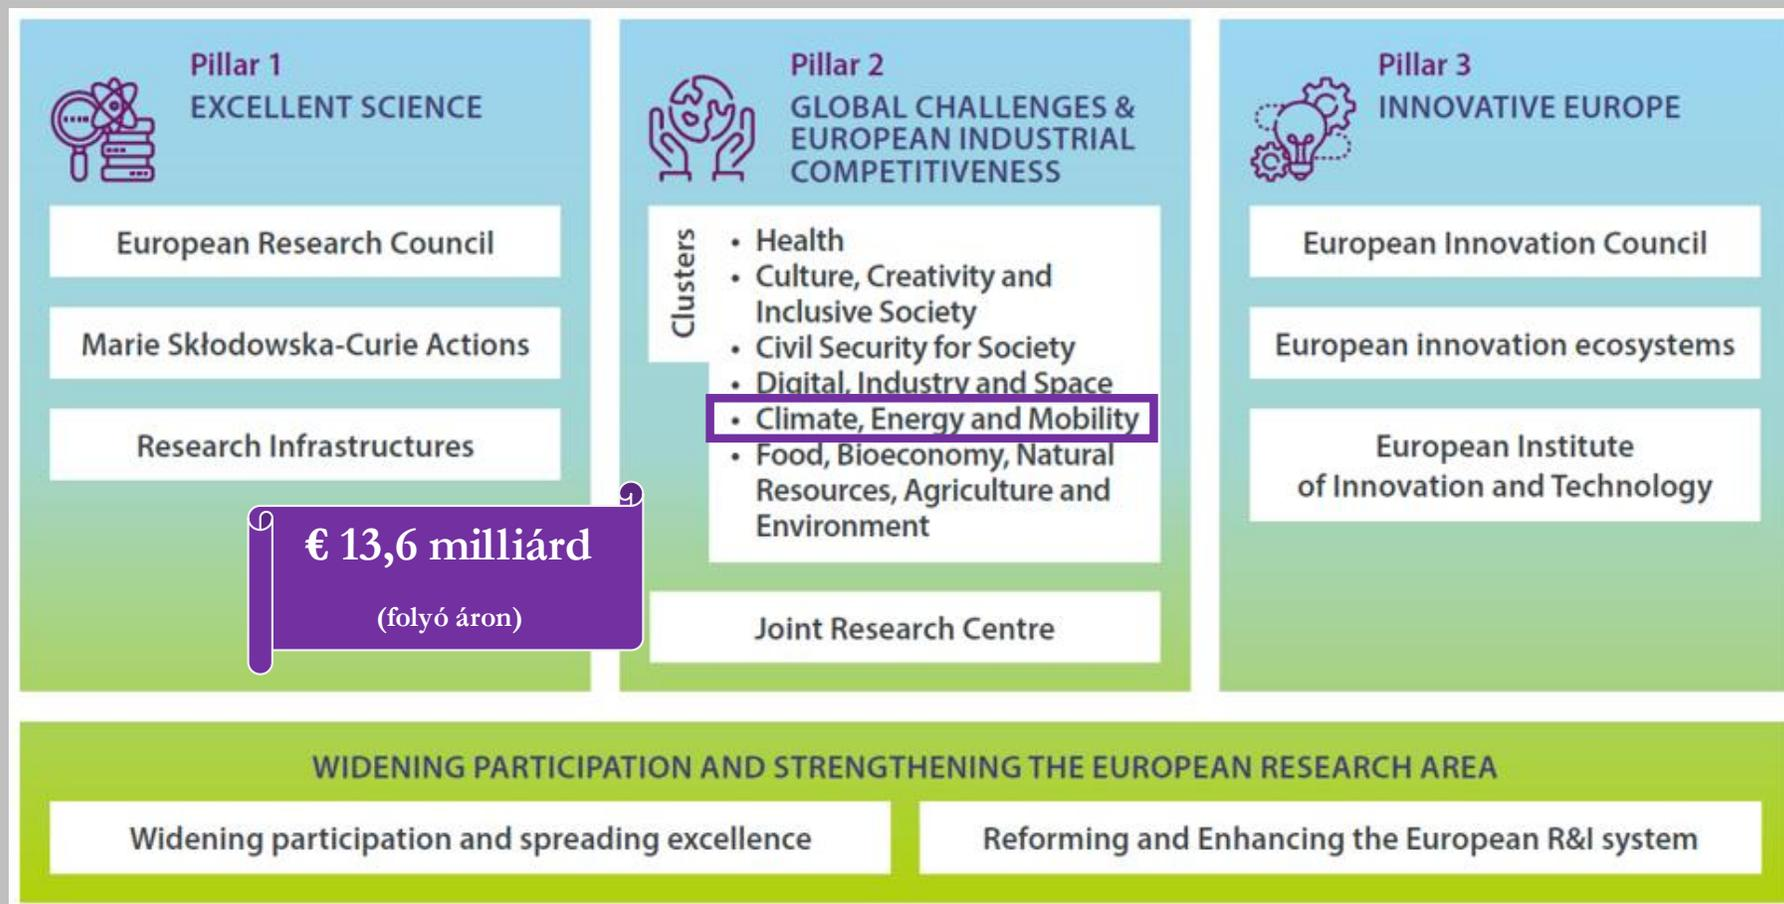 Pillar 1
EXCELLENT SCIENCE
European Research Council
Marie Skłodowska-Curie Actions
Research Infrastructures
€ 13,6 milliárd
(folyó áron)
Pillar 2
GLOBAL CHALLENGES &
EUROPEAN INDUSTRIAL
COMPETITIVENESS
Clusters
• Health
• Culture, Creativity and
Inclusive Society
• Civil Security for Society
• Digital, Industry and Space
• Climate, Energy and Mobility
• Food, Bioeconomy, Natural
Resources, Agriculture and
Environment
Joint Research Centre
Pillar 3
INNOVATIVE EUROPE
European Innovation Council
European innovation ecosystems
European Institute
of Innovation and Technology
WIDENING PARTICIPATION AND STRENGTHENING THE EUROPEAN RESEARCH AREA
Widening participation and spreading excellence
Reforming and Enhancing the European R&I system